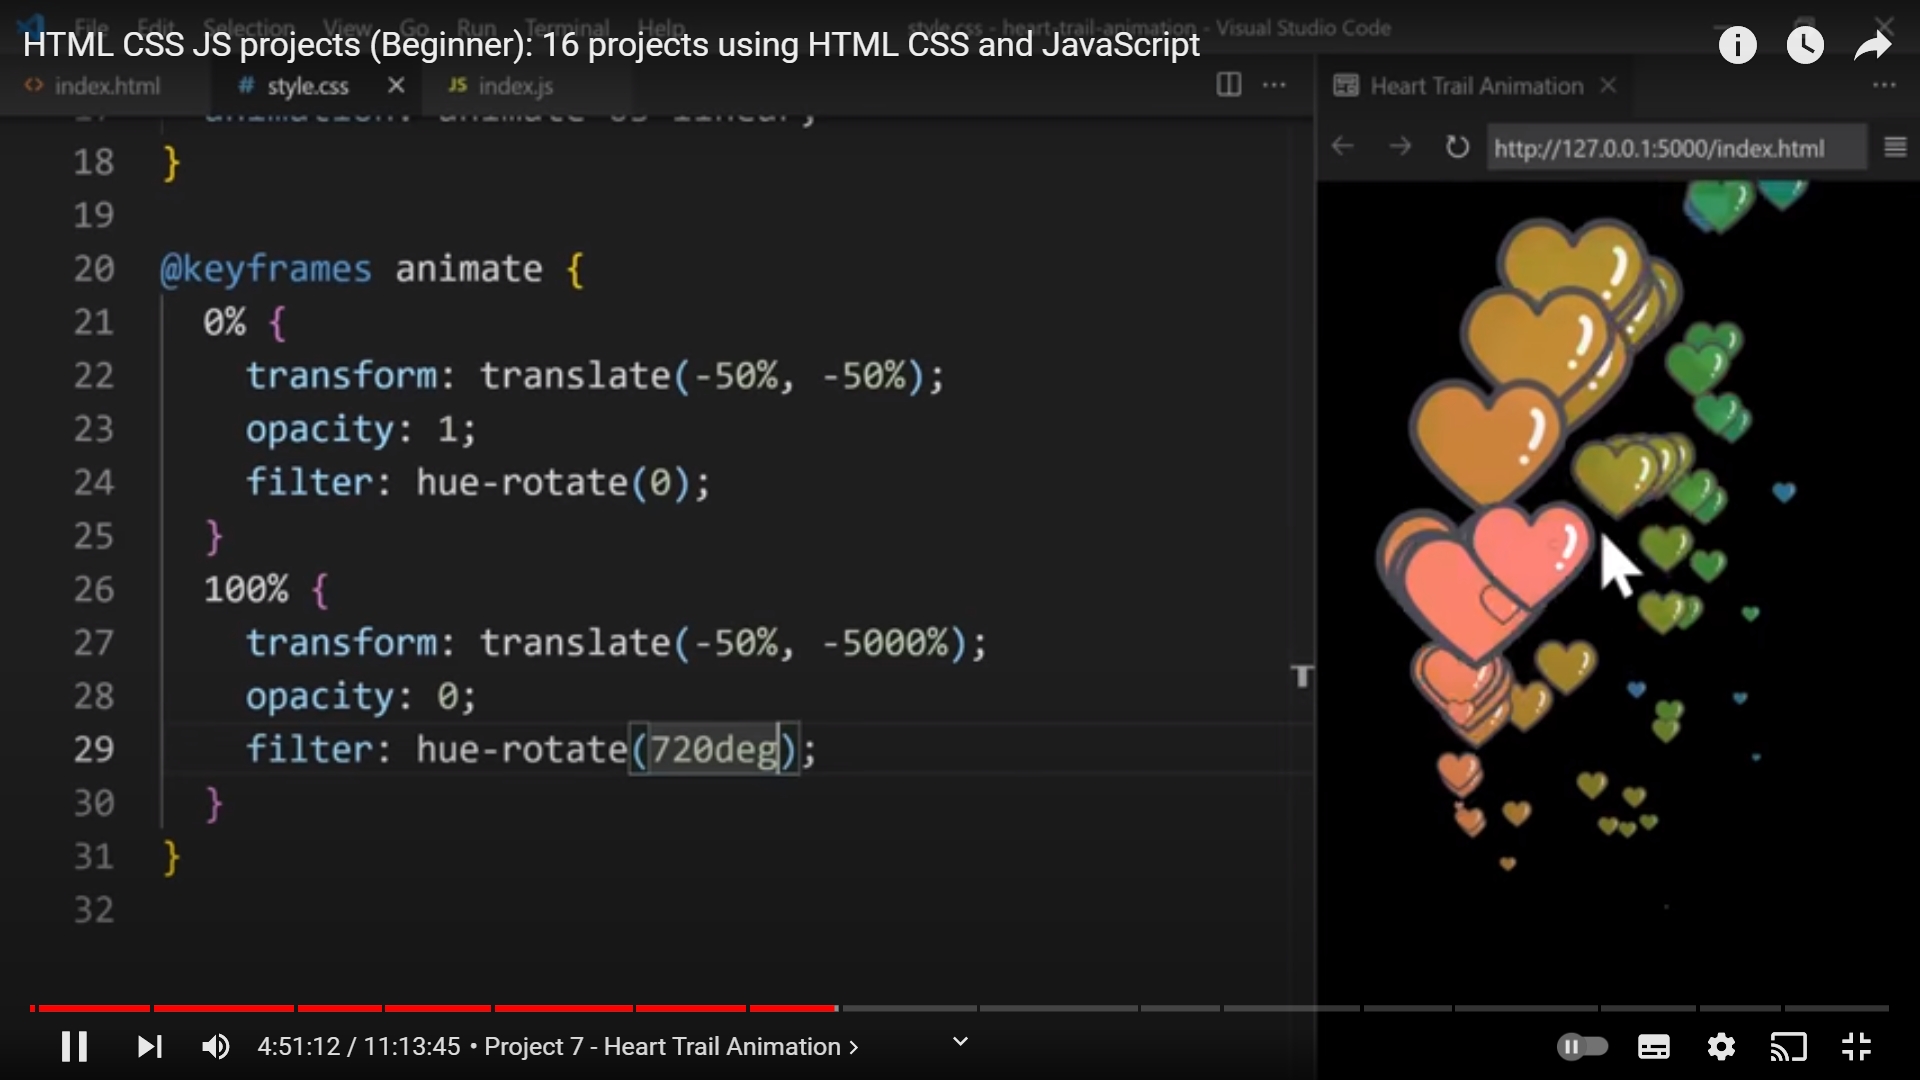 File Edit Selection View Go Run Terminal Help style.css - heart-trail-animation - Visual Studio Code
HTML CSS JS projects (Beginner): 16 projects using HTML CSS and JavaScript
<> index.html # style.css JS index.js
Heart Trail Animation
http://127.0.0.1:5000/index.html
18 }
19
20 @keyframes animate {
21 0% {
22 transform: translate(-50%, -50%);
23 opacity: 1;
24 filter: hue-rotate(0);
25 }
26 100% {
27 transform: translate(-50%, -5000%);
28 opacity: 0;
29 filter: hue-rotate(720deg);
30 }
31 }
32
4:51:12 / 11:13:45 • Project 7 - Heart Trail Animation >